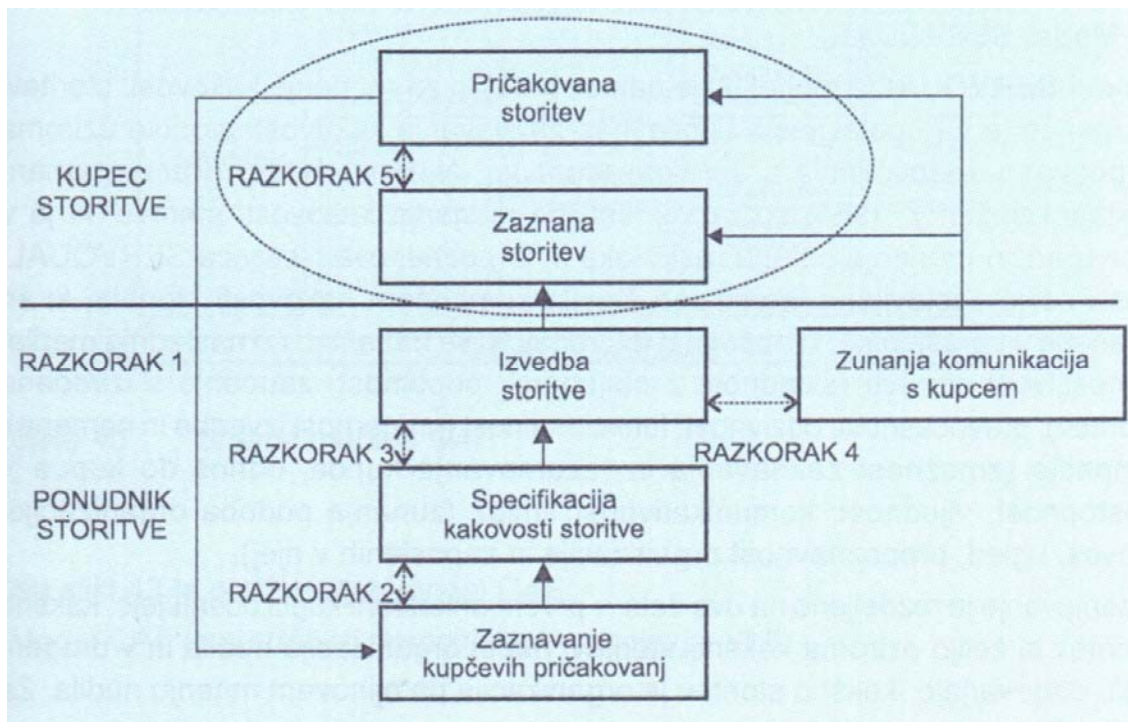 Pričakovana
storitev
KUPEC
STORITVE
RAZKORAK 5
Zaznana
storitev
RAZKORAK 1
Izvedba
storitve
Zunanja komunikacija
s kupcem
RAZKORAK 3
RAZKORAK 4
PONUDNIK
STORITVE
Specifikacija
kakovosti storitve
RAZKORAK 2
Zaznavanje
kupčevih pričakovanj